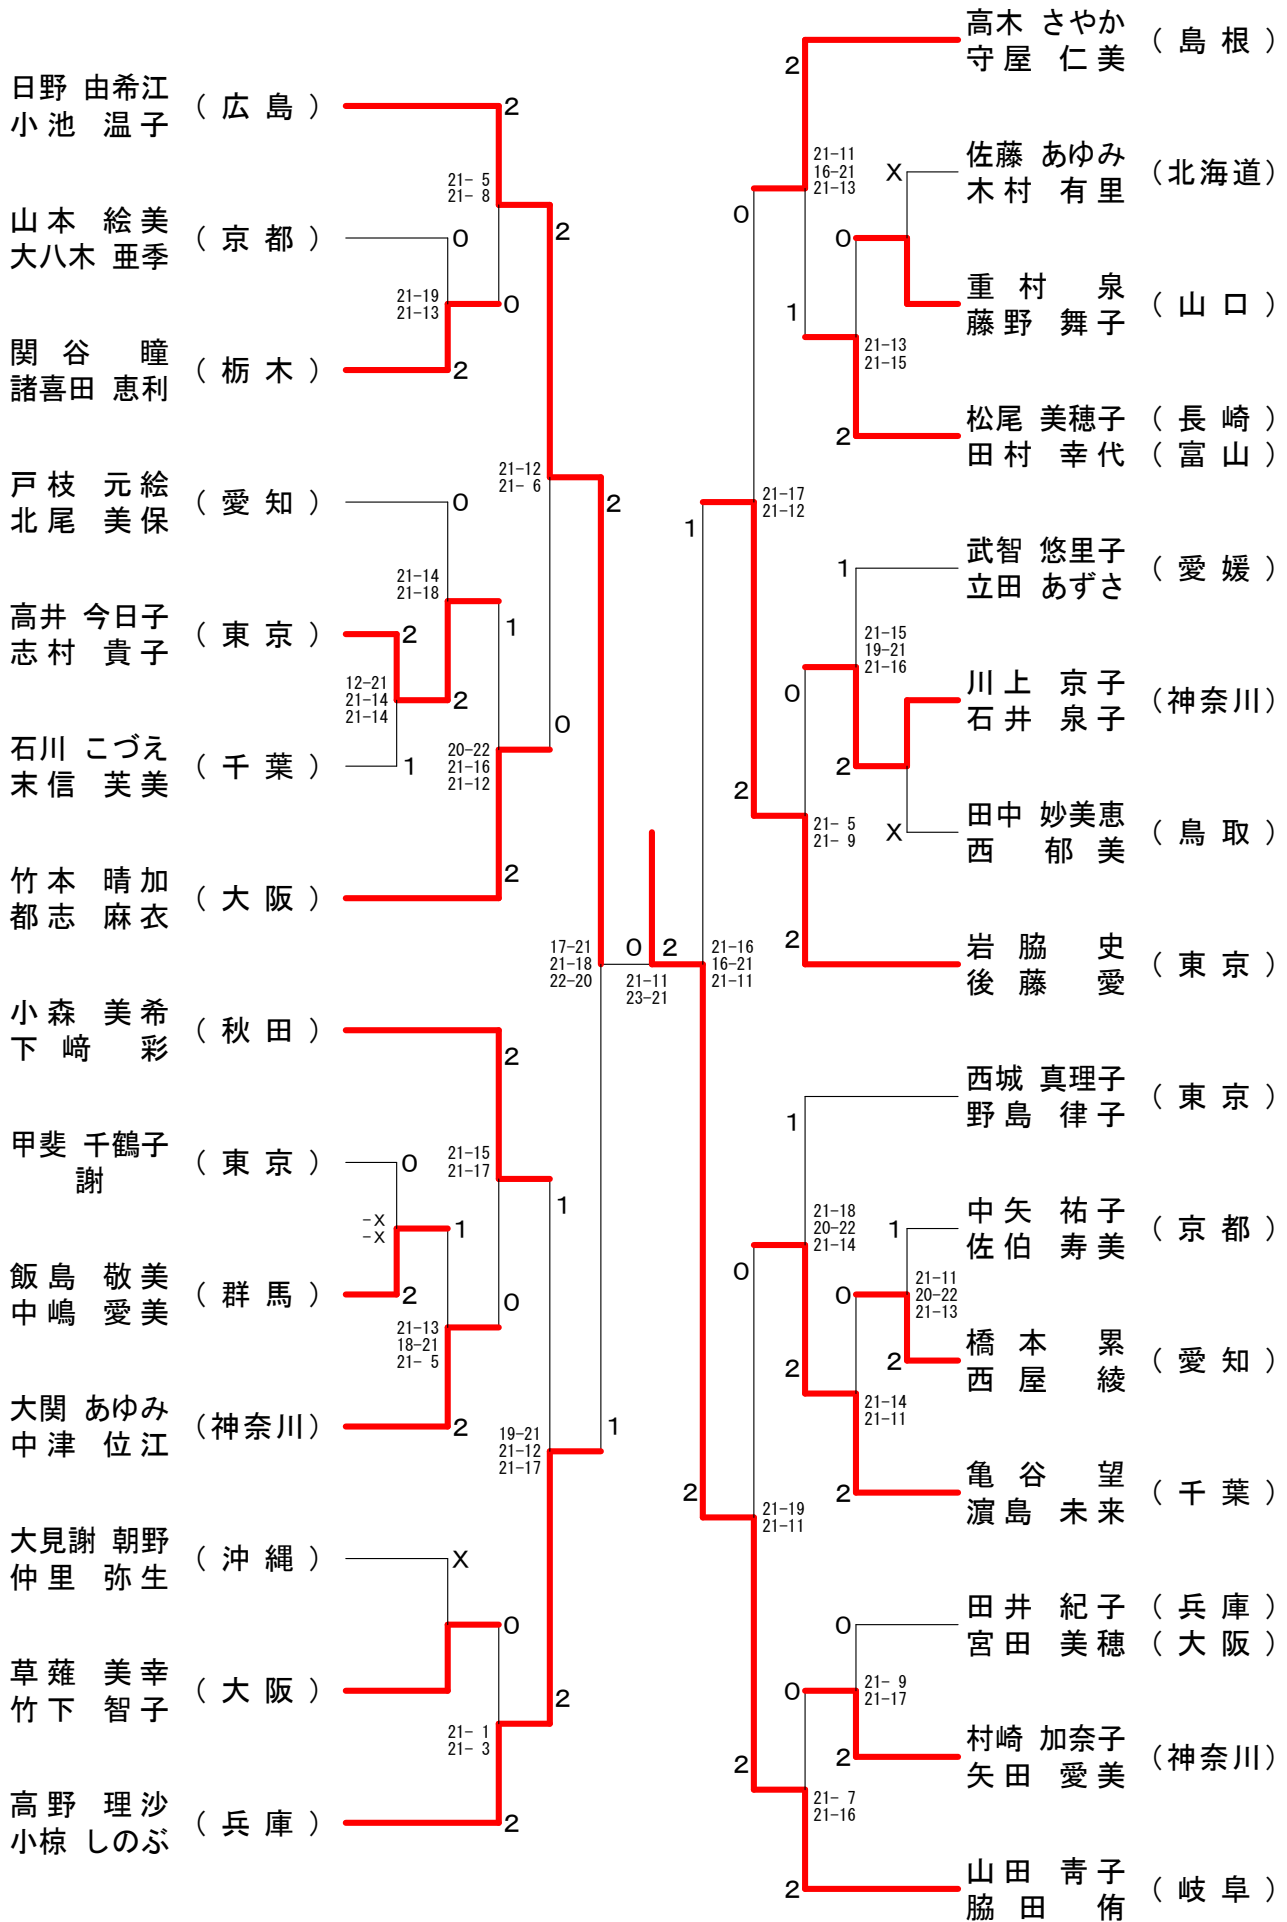 日野 由希江
小池 温子
（ 広 島 ）
2
21- 5
21- 8
2
山本 絵美
大八木 亜季
（ 京 都 ）
0
21-19
21-13
0
関谷 瞳
諸喜田 恵利
（ 栃 木 ）
2
戸枝 元絵
北尾 美保
（ 愛 知 ）
0
21-12
21- 6
2
21-14
21-18
1
高井 今日子
志村 貴子
（ 東 京 ）
2
12-21
21-14
21-14
2
0
石川 こづえ
末信 芙美
（ 千 葉 ）
1
20-22
21-16
21-12
竹本 晴加
都志 麻衣
（ 大 阪 ）
2
17-21
21-18
22-20
0
2
21-11
23-21
小森 美希
下﨑 彩
（ 秋 田 ）
2
甲斐 千鶴子
謝
（ 東 京 ）
0
21-15
21-17
1
-X
-X
1
飯島 敬美
中嶋 愛美
（ 群 馬 ）
2
0
21-13
18-21
21- 5
大関 あゆみ
中津 位江
（神奈川）
2
19-21
21-12
21-17
1
大見謝 朝野
仲里 弥生
（ 沖 縄 ）
X
0
草薙 美幸
竹下 智子
（ 大 阪 ）
2
21- 1
21- 3
高野 理沙
小椋 しのぶ
（ 兵 庫 ）
2
高木 さやか
守屋 仁美
（ 島 根 ）
2
21-11
16-21
21-13
佐藤 あゆみ
木村 有里
（北海道）
X
0
0
重村 泉
藤野 舞子
（ 山 口 ）
1
21-13
21-15
松尾 美穂子
田村 幸代
（ 長 崎 ）
（ 富 山 ）
2
21-17
21-12
1
武智 悠里子
立田 あずさ
（ 愛 媛 ）
1
21-15
19-21
21-16
川上 京子
石井 泉子
（神奈川）
0
2
2
田中 妙美恵
西 郁美
（ 鳥 取 ）
X
21- 5
21- 9
岩脇 史
後藤 愛
（ 東 京 ）
2
21-16
16-21
21-11
西城 真理子
野島 律子
（ 東 京 ）
1
21-18
20-22
21-14
中矢 祐子
佐伯 寿美
（ 京 都 ）
1
0
21-11
20-22
21-13
0
橋本 累
西屋 綾
（ 愛 知 ）
2
2
21-14
21-11
亀谷 望
濵島 未来
（ 千 葉 ）
2
2
21-19
21-11
田井 紀子
宮田 美穂
（ 兵 庫 ）
（ 大 阪 ）
0
21- 9
21-17
0
村崎 加奈子
矢田 愛美
（神奈川）
2
2
21- 7
21-16
山田 青子
脇田 侑
（ 岐 阜 ）
2